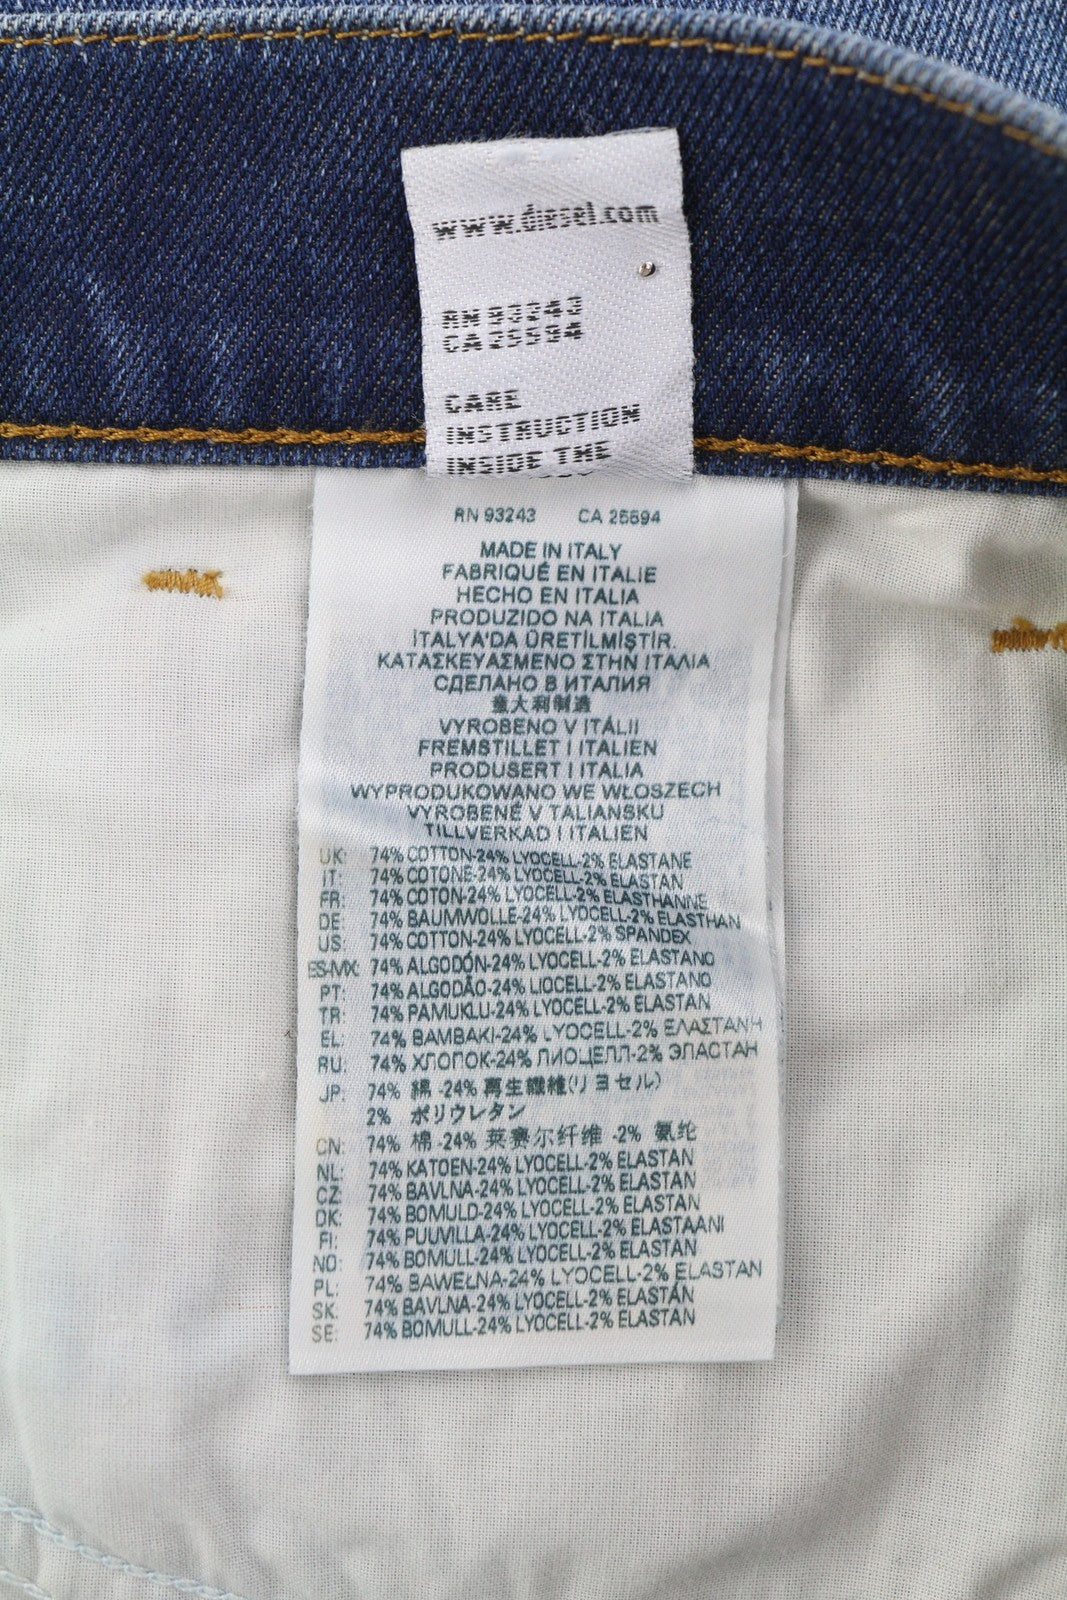 www.diesel.com
RN 93243
CA 25594
CARE
INSTRUCTION
INSIDE THE
RN 93243 CA 25594
MADE IN ITALY
FABRIQUÉ EN ITALIE
HECHO EN ITALIA
PRODUZIDO NA ITALIA
İTALYA'DA ÜRETİLMİŞTİR.
ΚΑΤΑΣΚΕΥΑΣΜΕΝΟ ΣΤΗΝ ΙΤΑΛΙΑ
СДЕЛАНО В ИТАЛИЯ
意大利制造
VYROBENO V ITÁLII
FREMSTILLET I ITALIEN
PRODUSERT I ITALIA
WYPRODUKOWANO WE WŁOSZECH
VYROBENÉ V TALIANSKU
TILLVERKAD I ITALIEN
UK: 74% COTTON-24% LYOCELL-2% ELASTANE
IT: 74% COTONE-24% LYOCELL-2% ELASTAN
FR: 74% COTON-24% LYOCELL-2% ELASTHANNE
DE: 74% BAUMWOLLE-24% LYOCELL-2% ELASTHAN
US: 74% COTTON-24% LYOCELL-2% SPANDEX
ES-MX: 74% ALGODÓN-24% LYOCELL-2% ELASTANO
PT: 74% ALGODÃO-24% LIOCELL-2% ELASTANO
TR: 74% PAMUKLU-24% LYOCELL-2% ELASTAN
EL: 74% ΒΑΜΒΑΚΙ-24% LYOCELL-2% ΕΛΑΣΤΑΝΗ
RU: 74% ХЛОПОК-24% ЛИОЦЕЛЛ-2% ЭЛАСТАН
JP: 74% 綿 -24% 再生繊維(リヨセル)
2% ポリウレタン
CN: 74% 棉 -24% 莱赛尔纤维 -2% 氨纶
NL: 74% KATOEN-24% LYOCELL-2% ELASTAN
CZ: 74% BAVLNA-24% LYOCELL-2% ELASTAN
DK: 74% BOMULD-24% LYOCELL-2% ELASTAN
FI: 74% PUUVILLA-24% LYOCELL-2% ELASTAANI
NO: 74% BOMULL-24% LYOCELL-2% ELASTAN
PL: 74% BAWEŁNA-24% LYOCELL-2% ELASTAN
SK: 74% BAVLNA-24% LYOCELL-2% ELASTÁN
SE: 74% BOMULL-24% LYOCELL-2% ELASTAN